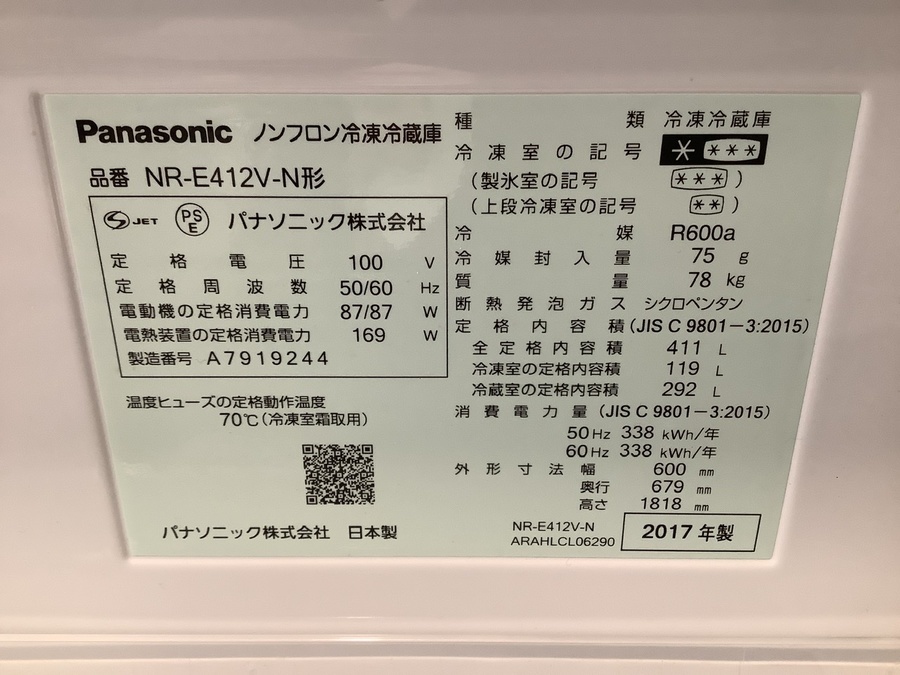 Panasonic ノンフロン冷凍冷蔵庫
品番 NR-E412V-N形
JET PSE パナソニック株式会社
定格電圧 100 V
定格周波数 50/60 Hz
電動機の定格消費電力 87/87 W
電熱装置の定格消費電力 169 W
製造番号 A7919244
温度ヒューズの定格動作温度
70℃(冷凍室霜取用)
パナソニック株式会社 日本製
種類 冷凍冷蔵庫
冷凍室の記号 * ***
(製氷室の記号 *** )
(上段冷凍室の記号 ** )
冷媒 R600a
冷媒封入量 75 g
質量 78 kg
断熱発泡ガス シクロペンタン
定格内容積 (JIS C 9801-3:2015)
全定格内容積 411 L
冷凍室の定格内容積 119 L
冷蔵室の定格内容積 292 L
消費電力量 (JIS C 9801-3:2015)
50Hz 338 kWh/年
60Hz 338 kWh/年
外形寸法 幅 600 mm
奥行 679 mm
高さ 1818 mm
NR-E412V-N
ARAHLCL06290
2017年製